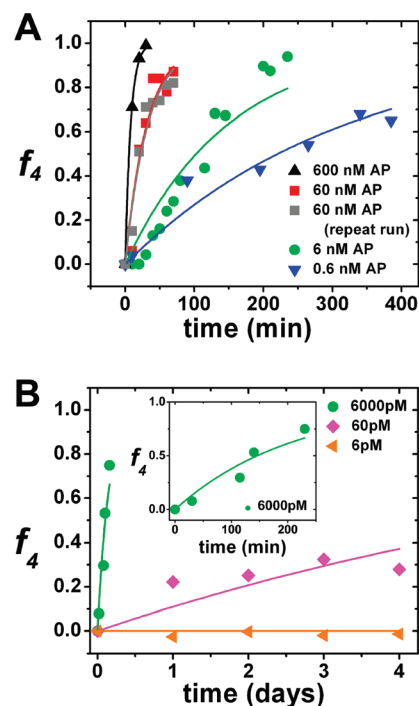 A
1.0
0.8
0.6
0.4
0.2
0.0
f4
600 nM AP
60 nM AP
60 nM AP
(repeat run)
6 nM AP
0.6 nM AP
0 100 200 300 400
time (min)
B
1.0
0.8
0.6
0.4
0.2
0.0
f4
1.0
0.5
0.0
f4
6000pM
0 100 200
time (min)
6000pM
60pM
6pM
0 1 2 3 4
time (days)